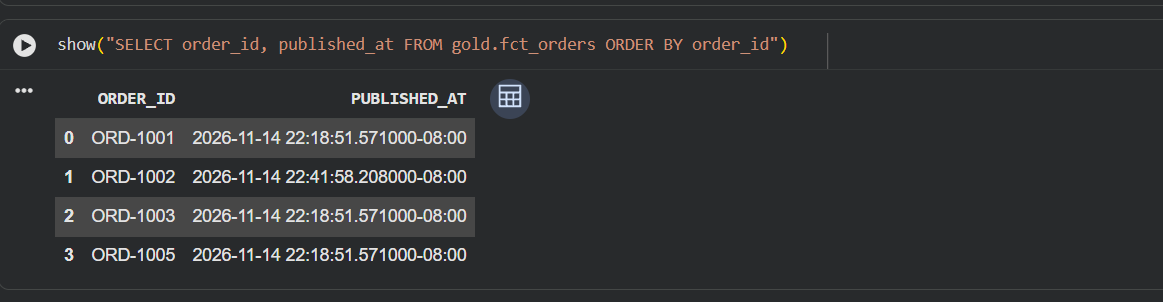 show("SELECT order_id, published_at FROM gold.fct_orders ORDER BY order_id")
ORDER_ID PUBLISHED_AT
0 ORD-1001 2026-11-14 22:18:51.571000-08:00
1 ORD-1002 2026-11-14 22:41:58.208000-08:00
2 ORD-1003 2026-11-14 22:18:51.571000-08:00
3 ORD-1005 2026-11-14 22:18:51.571000-08:00